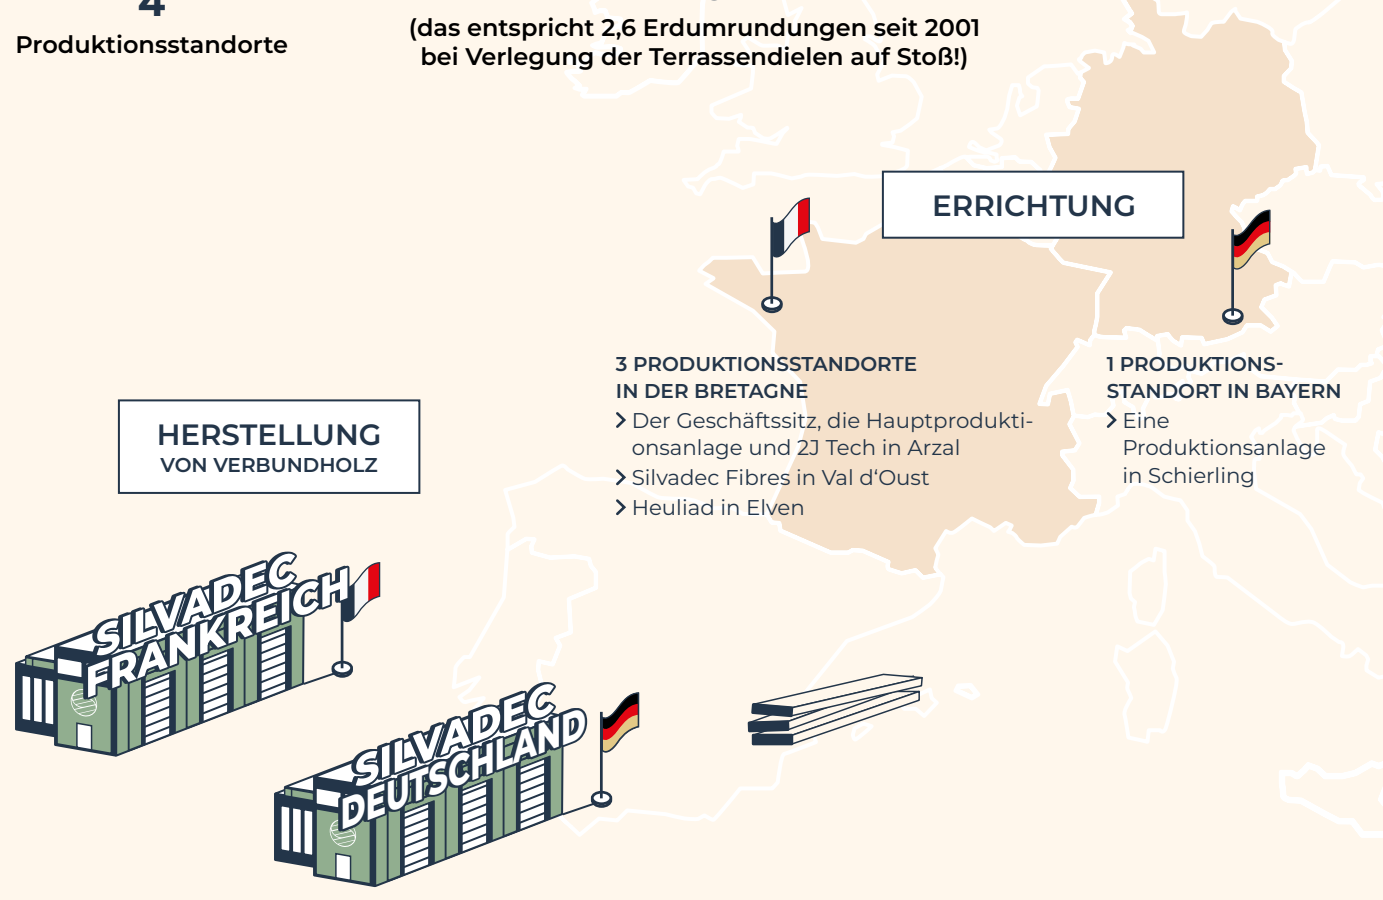 4
Produktionsstandorte
(das entspricht 2,6 Erdumrundungen seit 2001
bei Verlegung der Terrassendielen auf Stoß!)
ERRICHTUNG
3 PRODUKTIONSSTANDORTE
IN DER BRETAGNE
Der Geschäftssitz, die Hauptprodukti-
onsanlage und 2J Tech in Arzal
Silvadec Fibres in Val d‘Oust
Heuliad in Elven
1 PRODUKTIONS-
STANDORT IN BAYERN
Eine
Produktionsanlage
in Schierling
HERSTELLUNG
VON VERBUNDHOLZ
SILVADEC
FRANKREICH
SILVADEC
DEUTSCHLAND